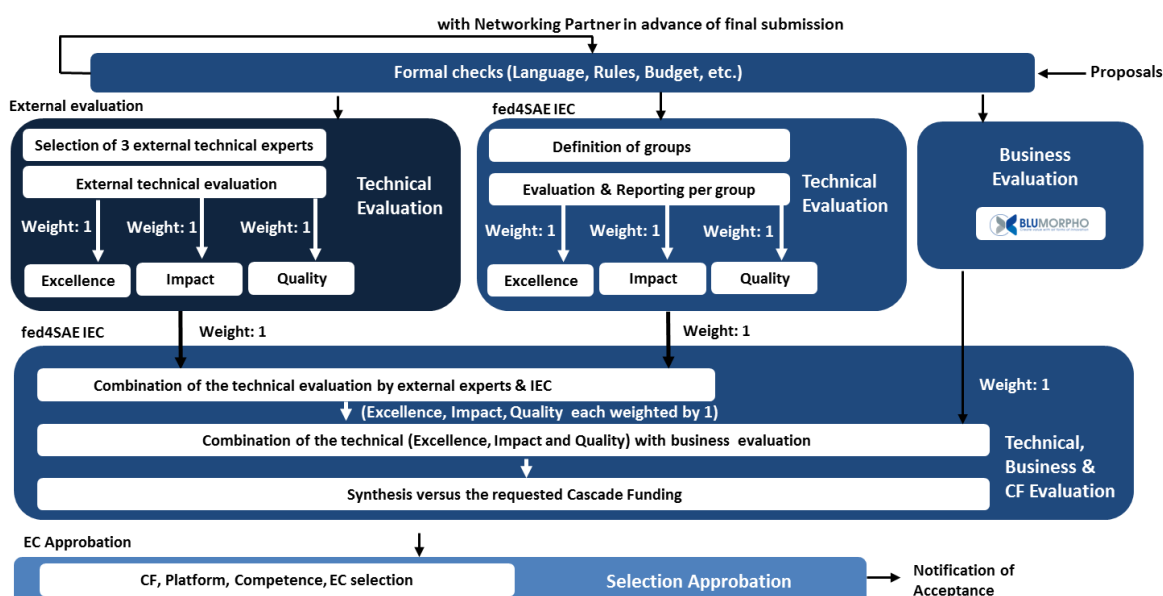 with Networking Partner in advance of final submission
Formal checks (Language, Rules, Budget, etc.)
Proposals
External evaluation
Selection of 3 external technical experts
External technical evaluation
Technical
Evaluation
Weight: 1
Weight: 1
Weight: 1
Excellence
Impact
Quality
fed4SAE IEC
Definition of groups
Evaluation & Reporting per group
Technical
Evaluation
Weight: 1
Weight: 1
Weight: 1
Excellence
Impact
Quality
Business
Evaluation
BLUMORPHO
fed4SAE IEC
Weight: 1
Weight: 1
Weight: 1
Combination of the technical evaluation by external experts & IEC
(Excellence, Impact, Quality each weighted by 1)
Combination of the technical (Excellence, Impact and Quality) with business evaluation
Synthesis versus the requested Cascade Funding
Technical,
Business &
CF Evaluation
EC Approbation
CF, Platform, Competence, EC selection
Selection Approbation
Notification of
Acceptance